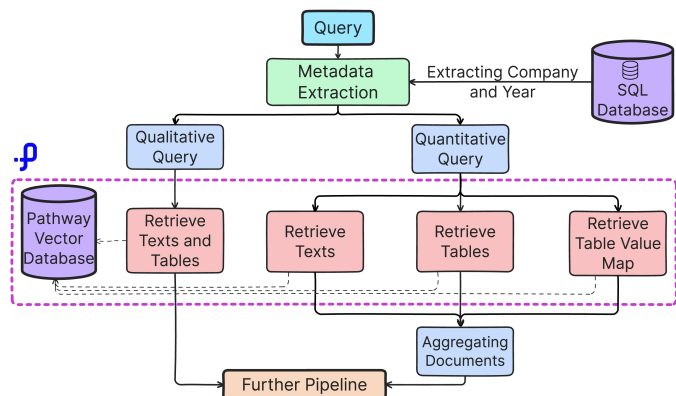 Query
Metadata
Extraction
Extracting Company
and Year
SQL
Database
Qualitative
Query
Quantitative
Query
Pathway
Vector
Database
Retrieve
Texts and
Tables
Retrieve
Texts
Retrieve
Tables
Retrieve
Table Value
Map
Aggregating
Documents
Further Pipeline